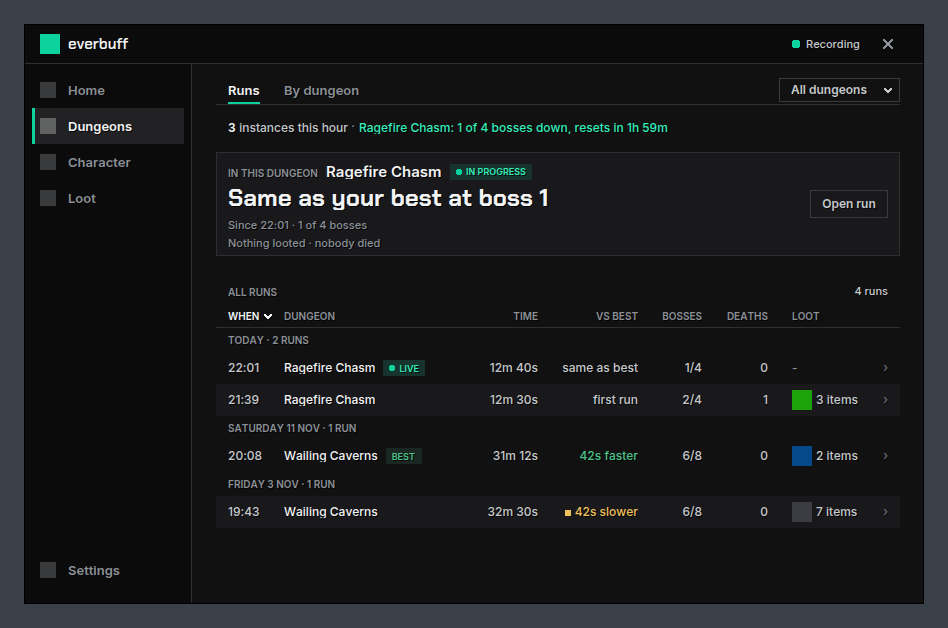 everbuff
Recording
Home
Dungeons
Character
Loot
Settings
Runs By dungeon
All dungeons
3 instances this hour · Ragefire Chasm: 1 of 4 bosses down, resets in 1h 59m
IN THIS DUNGEON Ragefire Chasm IN PROGRESS
Same as your best at boss 1
Since 22:01 · 1 of 4 bosses
Nothing looted · nobody died
Open run
ALL RUNS 4 runs
WHEN DUNGEON TIME VS BEST BOSSES DEATHS LOOT
TODAY · 2 RUNS
22:01 Ragefire Chasm LIVE 12m 40s same as best 1/4 0 -
21:39 Ragefire Chasm 12m 30s first run 2/4 1 3 items
SATURDAY 11 NOV · 1 RUN
20:08 Wailing Caverns BEST 31m 12s 42s faster 6/8 0 2 items
FRIDAY 3 NOV · 1 RUN
19:43 Wailing Caverns 32m 30s 42s slower 6/8 0 7 items